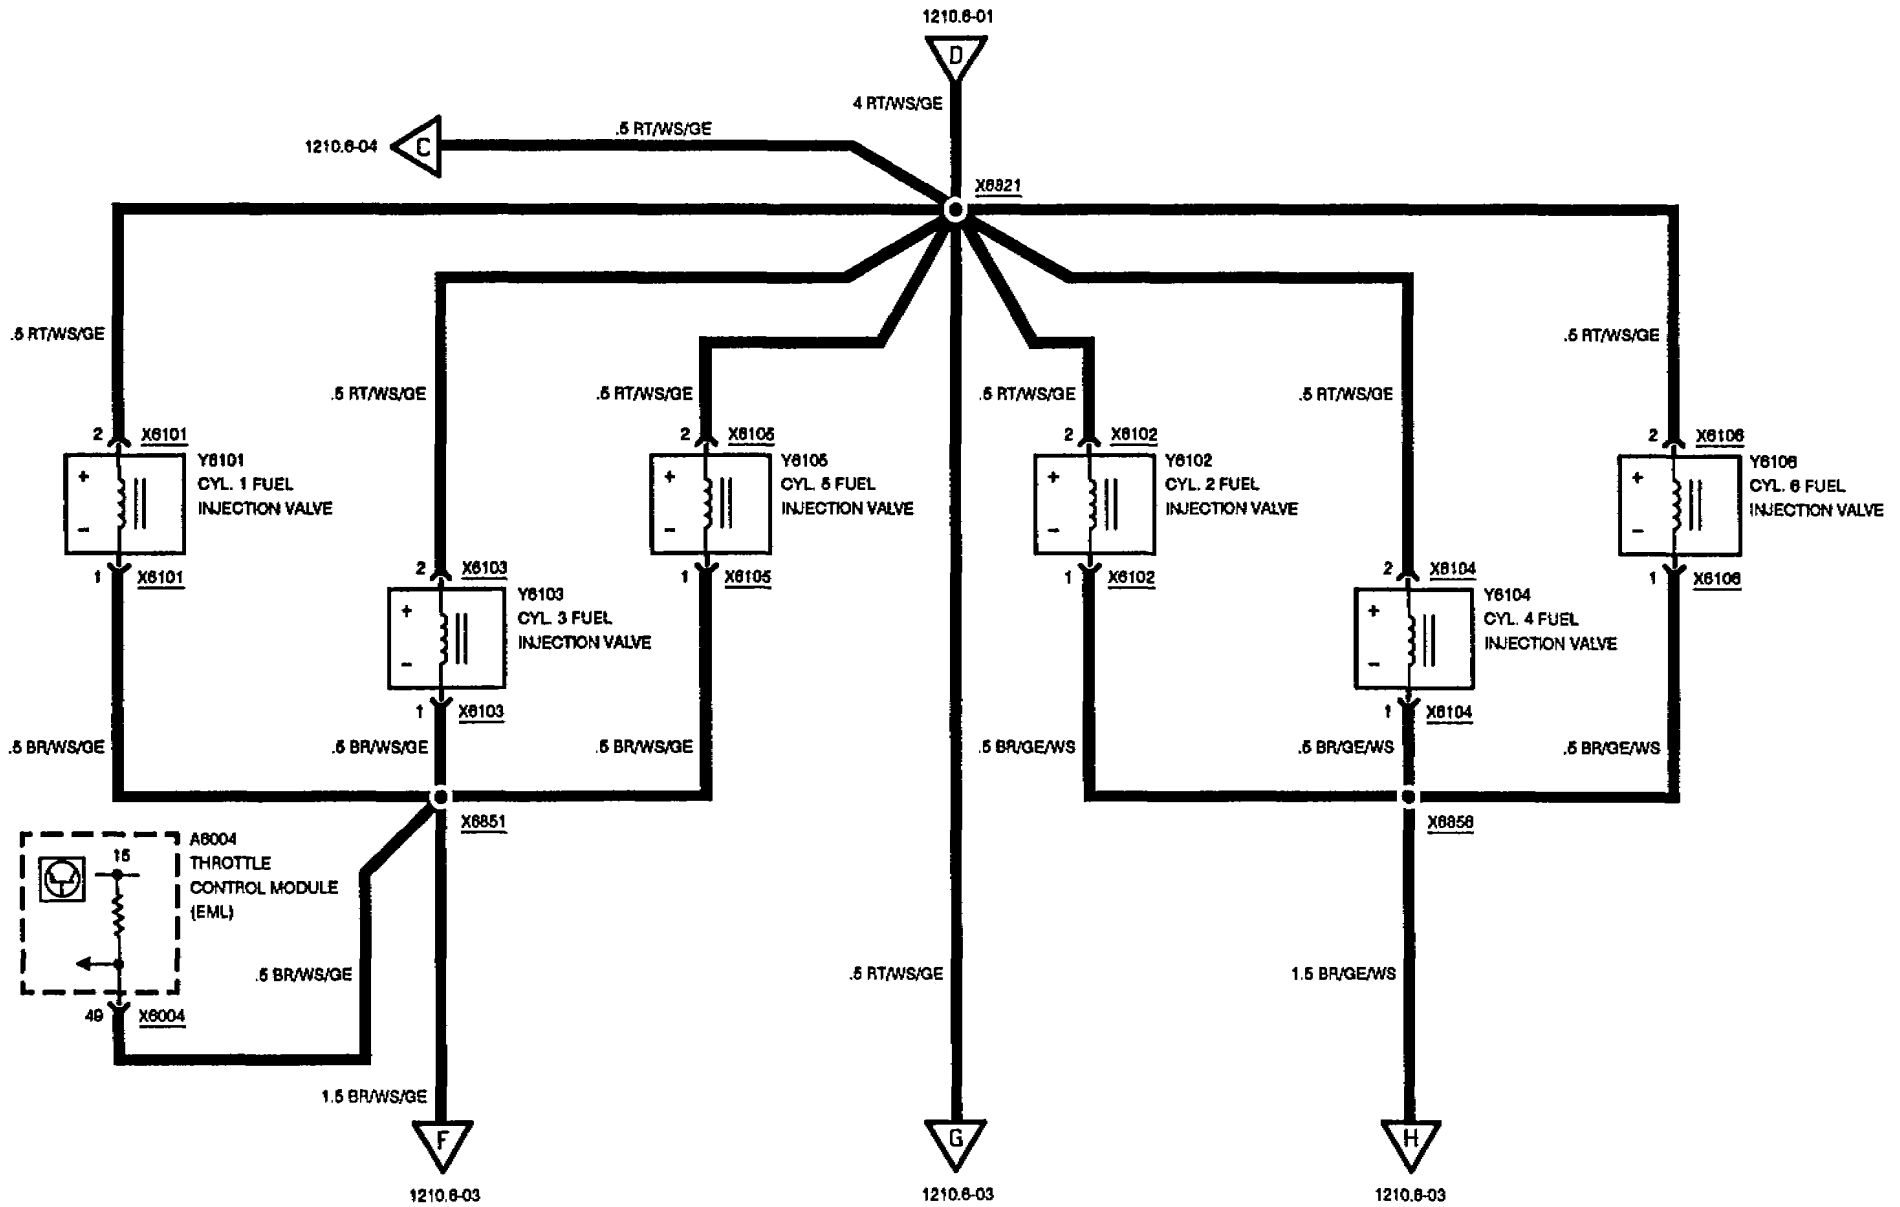 1210.6-01
D
4 RT/WS/GE
.5 RT/WS/GE
1210.6-04
C
X6821
.5 RT/WS/GE
.5 RT/WS/GE
.5 RT/WS/GE
.5 RT/WS/GE
.5 RT/WS/GE
.5 RT/WS/GE
2 X6101
Y6101
CYL. 1 FUEL
INJECTION VALVE
+
-
1 X6101
2 X6105
Y6105
CYL. 5 FUEL
INJECTION VALVE
+
-
1 X6105
2 X6102
Y6102
CYL. 2 FUEL
INJECTION VALVE
+
-
1 X6102
2 X6106
Y6106
CYL. 6 FUEL
INJECTION VALVE
+
-
1 X6106
2 X6103
Y6103
CYL. 3 FUEL
INJECTION VALVE
+
-
1 X6103
2 X6104
Y6104
CYL. 4 FUEL
INJECTION VALVE
+
-
1 X6104
.5 BR/WS/GE
.5 BR/WS/GE
.5 BR/WS/GE
.5 BR/GE/WS
.5 BR/GE/WS
.5 BR/GE/WS
X6851
X6856
A6004
THROTTLE
CONTROL MODULE
(EML)
15
49 X6004
.5 BR/WS/GE
.5 RT/WS/GE
1.5 BR/GE/WS
1.5 BR/WS/GE
F
G
H
1210.6-03
1210.6-03
1210.6-03